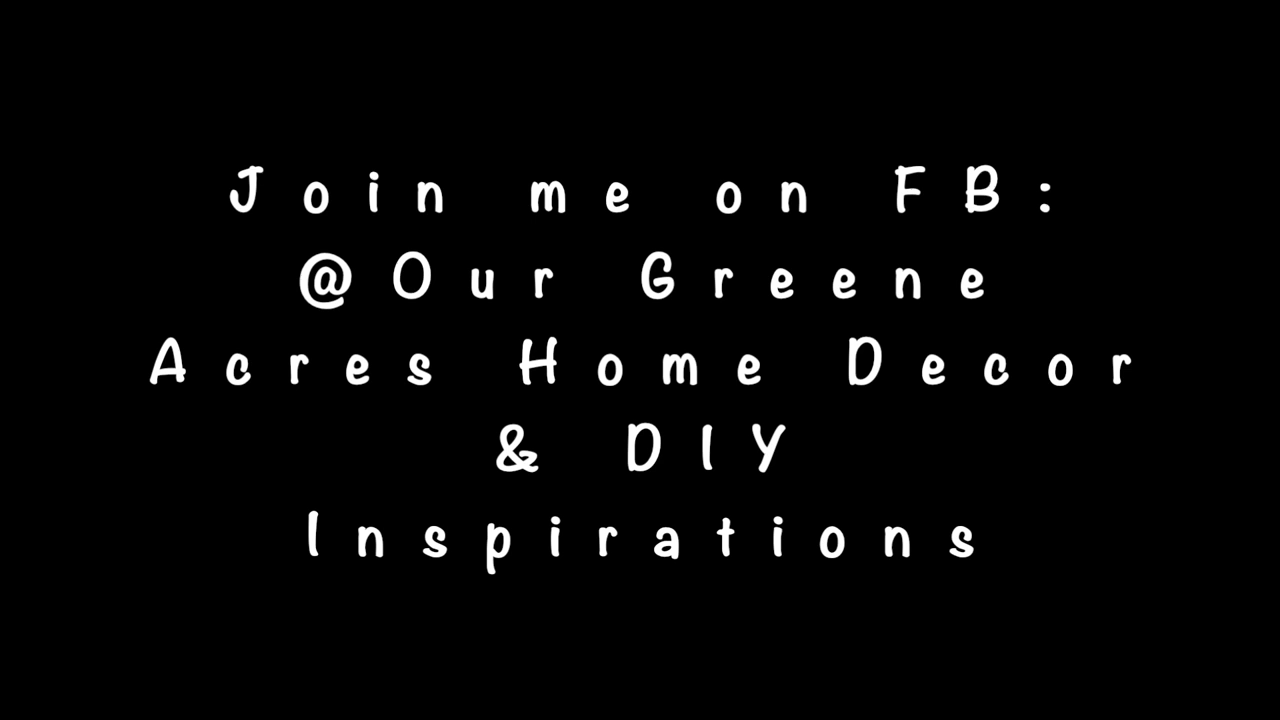 Join me on FB:
@Our Greene
Acres Home Decor
& DIY
Inspirations